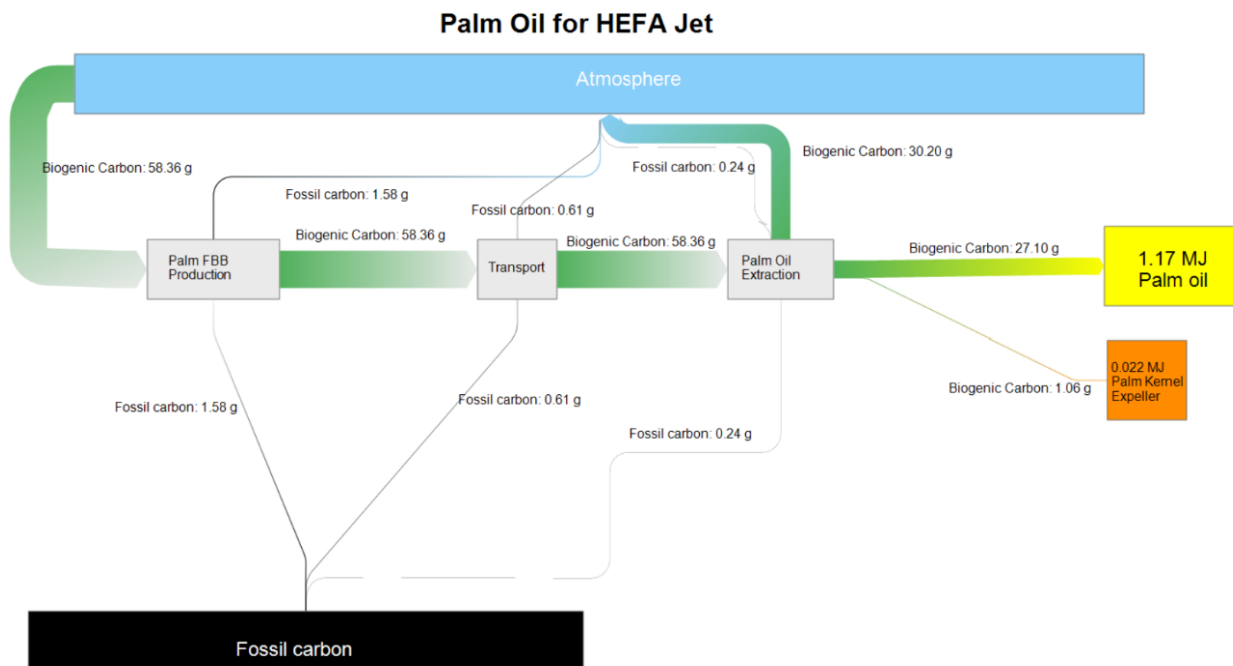 Palm Oil for HEFA Jet
Atmosphere
Biogenic Carbon: 58.36 g
Biogenic Carbon: 30.20 g
Fossil carbon: 0.24 g
Fossil carbon: 1.58 g
Fossil carbon: 0.61 g
Biogenic Carbon: 58.36 g
Biogenic Carbon: 58.36 g
Biogenic Carbon: 27.10 g
Palm FBB
Production
Transport
Palm Oil
Extraction
1.17 MJ
Palm oil
0.022 MJ
Palm Kernel
Expeller
Biogenic Carbon: 1.06 g
Fossil carbon: 1.58 g
Fossil carbon: 0.61 g
Fossil carbon: 0.24 g
Fossil carbon